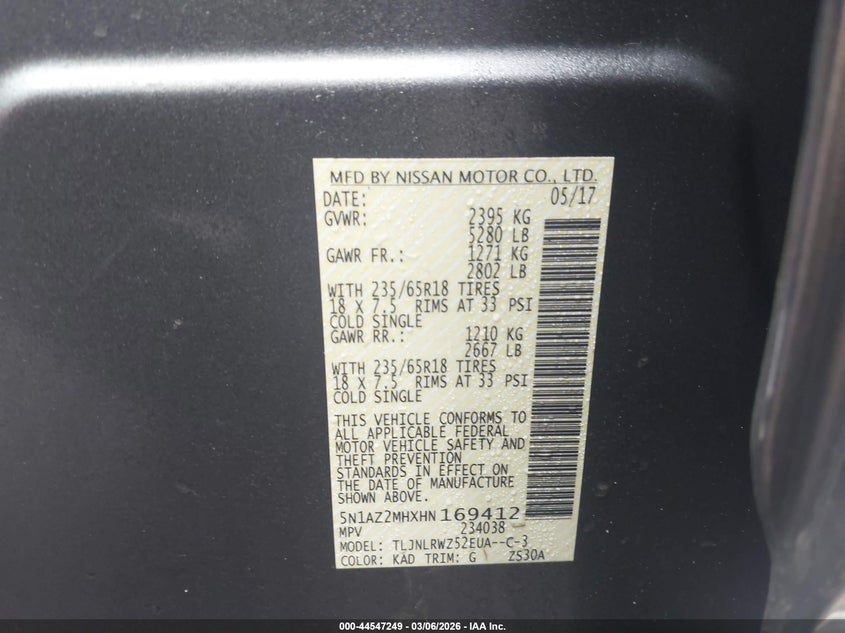 MFD BY NISSAN MOTOR CO., LTD.
DATE: 05/17
GVWR: 2395 KG
5280 LB
GAWR FR.: 1271 KG
2802 LB
WITH 235/65R18 TIRES
18 X 7.5 RIMS AT 33 PSI
COLD SINGLE
GAWR RR.: 1210 KG
2667 LB
WITH 235/65R18 TIRES
18 X 7.5 RIMS AT 33 PSI
COLD SINGLE
THIS VEHICLE CONFORMS TO
ALL APPLICABLE FEDERAL
MOTOR VEHICLE SAFETY AND
THEFT PREVENTION
STANDARDS IN EFFECT ON
THE DATE OF MANUFACTURE
SHOWN ABOVE.
5N1AZ2MHXHN169412
MPV 234038
MODEL: TLJNLRWZ52EUA--C-3
COLOR: KAD TRIM: G ZS30A
000-44547249 - 03/06/2026 - IAA Inc.